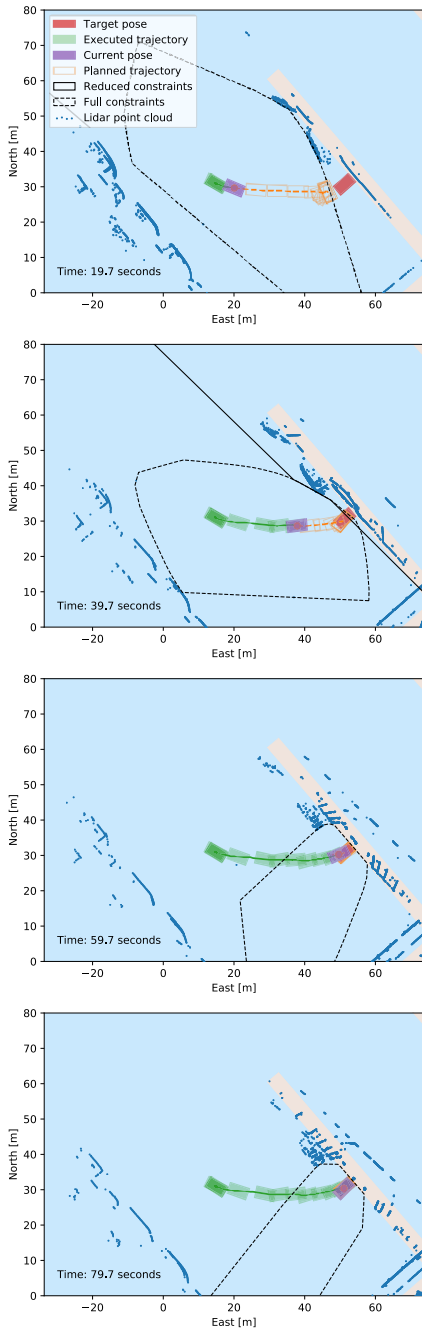 80
70
60
50
40
30
20
10
0
North [m]
Target pose
Executed trajectory
Current pose
Planned trajectory
Reduced constraints
Full constraints
Lidar point cloud
Time: 19.7 seconds
−20 0 20 40 60
East [m]
80
70
60
50
40
30
20
10
0
North [m]
Time: 39.7 seconds
−20 0 20 40 60
East [m]
80
70
60
50
40
30
20
10
0
North [m]
Time: 59.7 seconds
−20 0 20 40 60
East [m]
80
70
60
50
40
30
20
10
0
North [m]
Time: 79.7 seconds
−20 0 20 40 60
East [m]